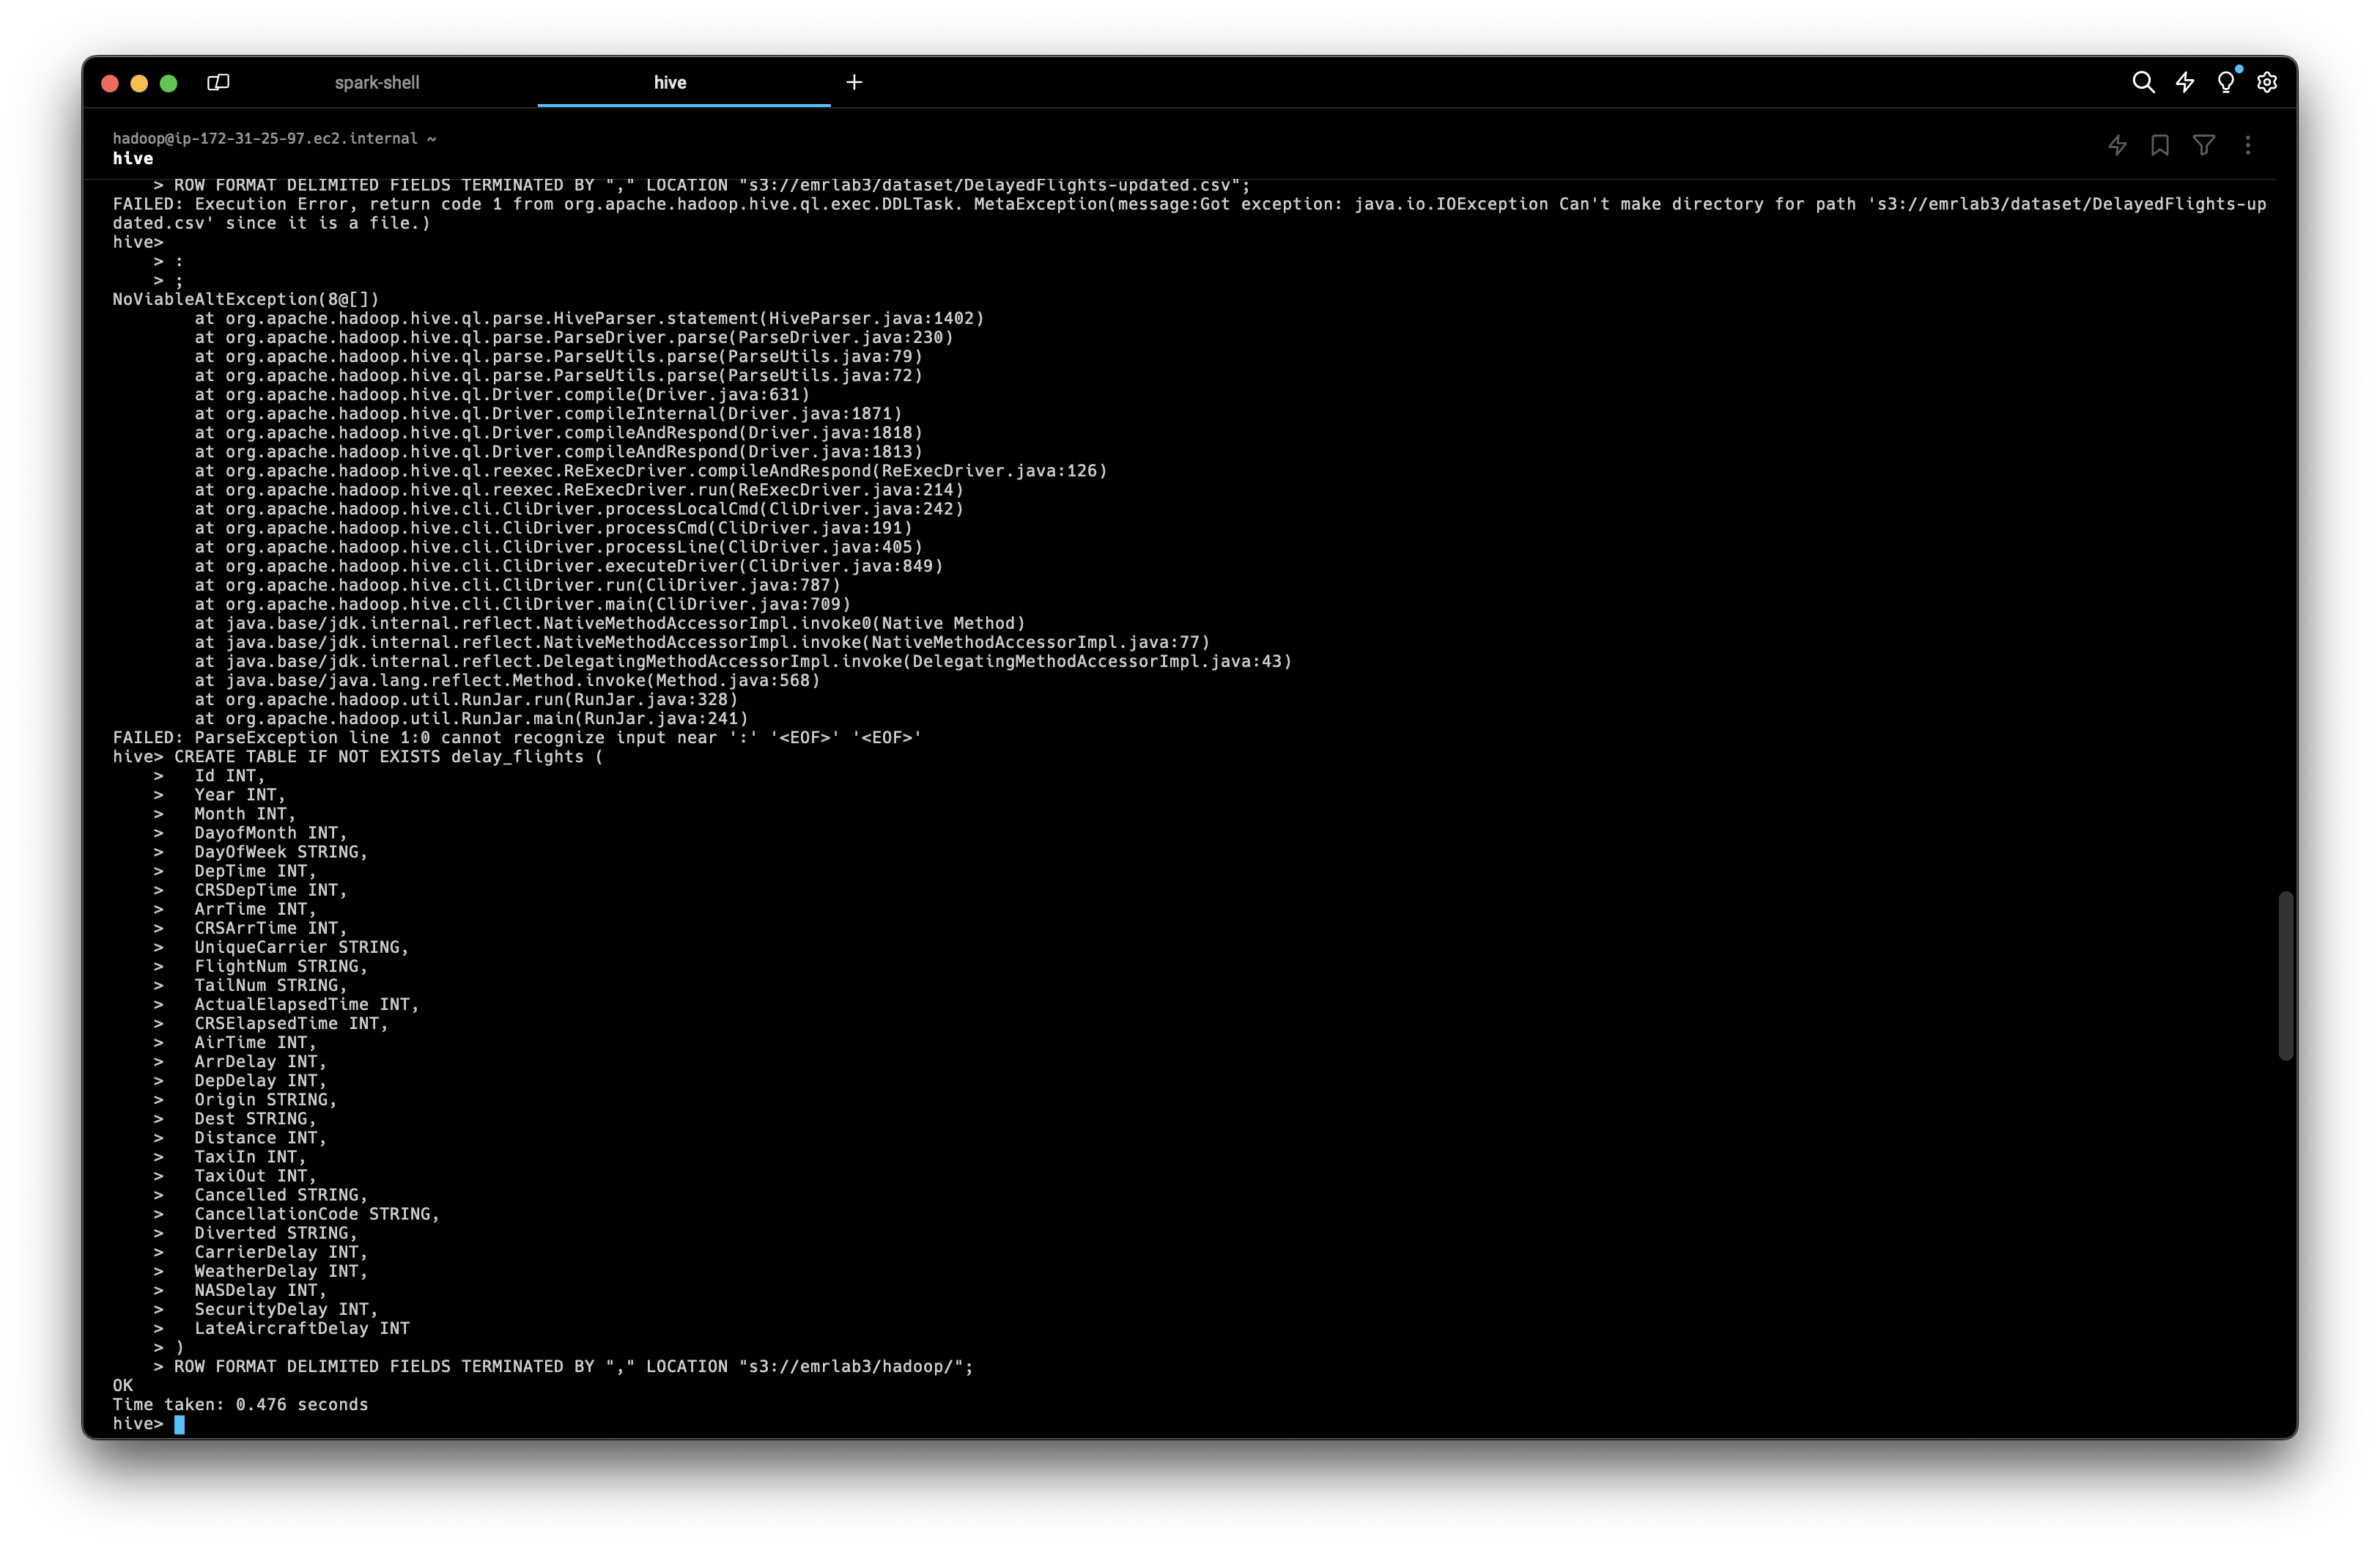 spark-shell
hive
hadoop@ip-172-31-25-97.ec2.internal ~
hive
    > ROW FORMAT DELIMITED FIELDS TERMINATED BY "," LOCATION "s3://emrlab3/dataset/DelayedFlights-updated.csv";
FAILED: Execution Error, return code 1 from org.apache.hadoop.hive.ql.exec.DDLTask. MetaException(message:Got exception: java.io.IOException Can't make directory for path 's3://emrlab3/dataset/DelayedFlights-up
dated.csv' since it is a file.)
hive>
    > :
    > ;
NoViableAltException(8@[])
        at org.apache.hadoop.hive.ql.parse.HiveParser.statement(HiveParser.java:1402)
        at org.apache.hadoop.hive.ql.parse.ParseDriver.parse(ParseDriver.java:230)
        at org.apache.hadoop.hive.ql.parse.ParseUtils.parse(ParseUtils.java:79)
        at org.apache.hadoop.hive.ql.parse.ParseUtils.parse(ParseUtils.java:72)
        at org.apache.hadoop.hive.ql.Driver.compile(Driver.java:631)
        at org.apache.hadoop.hive.ql.Driver.compileInternal(Driver.java:1871)
        at org.apache.hadoop.hive.ql.Driver.compileAndRespond(Driver.java:1818)
        at org.apache.hadoop.hive.ql.Driver.compileAndRespond(Driver.java:1813)
        at org.apache.hadoop.hive.ql.reexec.ReExecDriver.compileAndRespond(ReExecDriver.java:126)
        at org.apache.hadoop.hive.ql.reexec.ReExecDriver.run(ReExecDriver.java:214)
        at org.apache.hadoop.hive.cli.CliDriver.processLocalCmd(CliDriver.java:242)
        at org.apache.hadoop.hive.cli.CliDriver.processCmd(CliDriver.java:191)
        at org.apache.hadoop.hive.cli.CliDriver.processLine(CliDriver.java:405)
        at org.apache.hadoop.hive.cli.CliDriver.executeDriver(CliDriver.java:849)
        at org.apache.hadoop.hive.cli.CliDriver.run(CliDriver.java:787)
        at org.apache.hadoop.hive.cli.CliDriver.main(CliDriver.java:709)
        at java.base/jdk.internal.reflect.NativeMethodAccessorImpl.invoke0(Native Method)
        at java.base/jdk.internal.reflect.NativeMethodAccessorImpl.invoke(NativeMethodAccessorImpl.java:77)
        at java.base/jdk.internal.reflect.DelegatingMethodAccessorImpl.invoke(DelegatingMethodAccessorImpl.java:43)
        at java.base/java.lang.reflect.Method.invoke(Method.java:568)
        at org.apache.hadoop.util.RunJar.run(RunJar.java:328)
        at org.apache.hadoop.util.RunJar.main(RunJar.java:241)
FAILED: ParseException line 1:0 cannot recognize input near ':' '<EOF>' '<EOF>'
hive> CREATE TABLE IF NOT EXISTS delay_flights (
    >   Id INT,
    >   Year INT,
    >   Month INT,
    >   DayofMonth INT,
    >   DayOfWeek STRING,
    >   DepTime INT,
    >   CRSDepTime INT,
    >   ArrTime INT,
    >   CRSArrTime INT,
    >   UniqueCarrier STRING,
    >   FlightNum STRING,
    >   TailNum STRING,
    >   ActualElapsedTime INT,
    >   CRSElapsedTime INT,
    >   AirTime INT,
    >   ArrDelay INT,
    >   DepDelay INT,
    >   Origin STRING,
    >   Dest STRING,
    >   Distance INT,
    >   TaxiIn INT,
    >   TaxiOut INT,
    >   Cancelled STRING,
    >   CancellationCode STRING,
    >   Diverted STRING,
    >   CarrierDelay INT,
    >   WeatherDelay INT,
    >   NASDelay INT,
    >   SecurityDelay INT,
    >   LateAircraftDelay INT
    > )
    > ROW FORMAT DELIMITED FIELDS TERMINATED BY "," LOCATION "s3://emrlab3/hadoop/";
OK
Time taken: 0.476 seconds
hive>